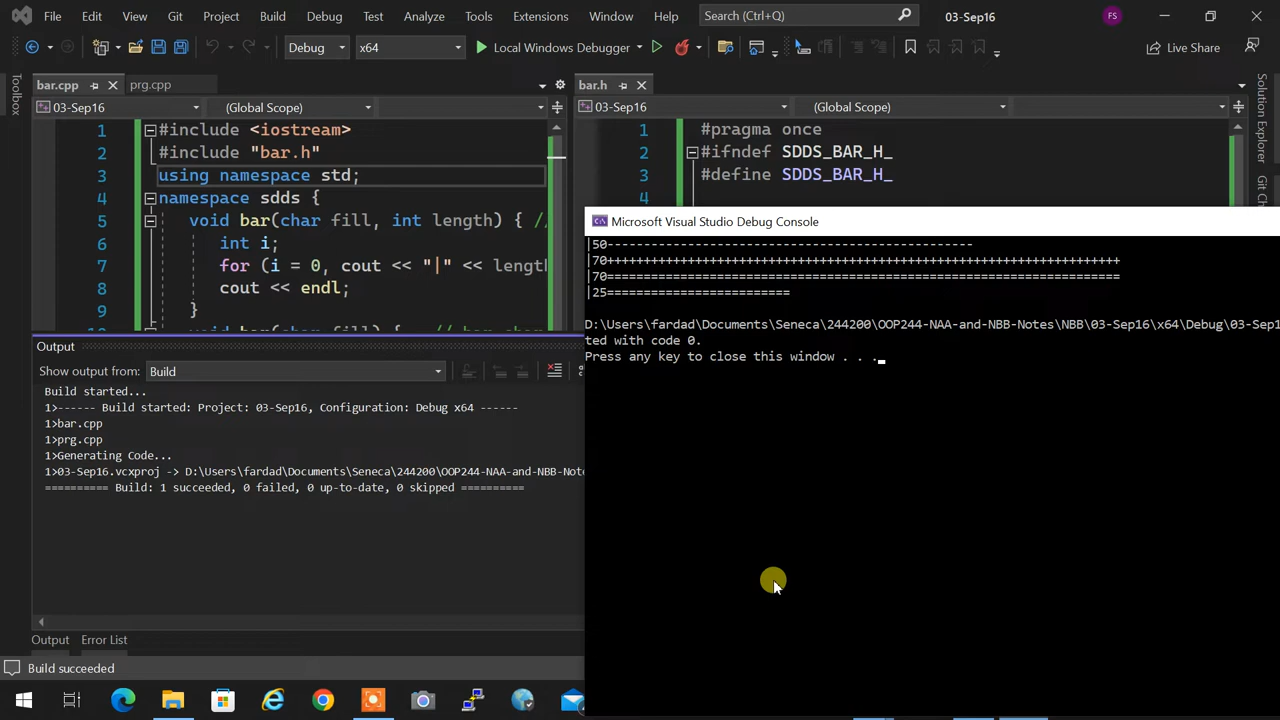 File Edit View Git Project Build Debug Test Analyze Tools Extensions Window Help Search (Ctrl+Q) 03-Sep16 FS
Debug x64 Local Windows Debugger Live Share
Toolbox
bar.cpp prg.cpp
03-Sep16 (Global Scope)
1 #include <iostream>
2 #include "bar.h"
3 using namespace std;
4 namespace sdds {
5 void bar(char fill, int length) { //
6 int i;
7 for (i = 0, cout << "|" << length
8 cout << endl;
9 }
bar.h
03-Sep16 (Global Scope)
1 #pragma once
2 #ifndef SDDS_BAR_H_
3 #define SDDS_BAR_H_
4
Solution Explorer
Output
Show output from: Build
Build started...
1>------ Build started: Project: 03-Sep16, Configuration: Debug x64 ------
1>bar.cpp
1>prg.cpp
1>Generating Code...
1>03-Sep16.vcxproj -> D:\Users\fardad\Documents\Seneca\244200\OOP244-NAA-and-NBB-Note
========== Build: 1 succeeded, 0 failed, 0 up-to-date, 0 skipped ==========
Output Error List
Build succeeded
Microsoft Visual Studio Debug Console
|50--------------------------------------------------
|70++++++++++++++++++++++++++++++++++++++++++++++++++++++++++++++++++++++
|70======================================================================
|25=========================
D:\Users\fardad\Documents\Seneca\244200\OOP244-NAA-and-NBB-Notes\NBB\03-Sep16\x64\Debug\03-Sep1
ted with code 0.
Press any key to close this window . . .